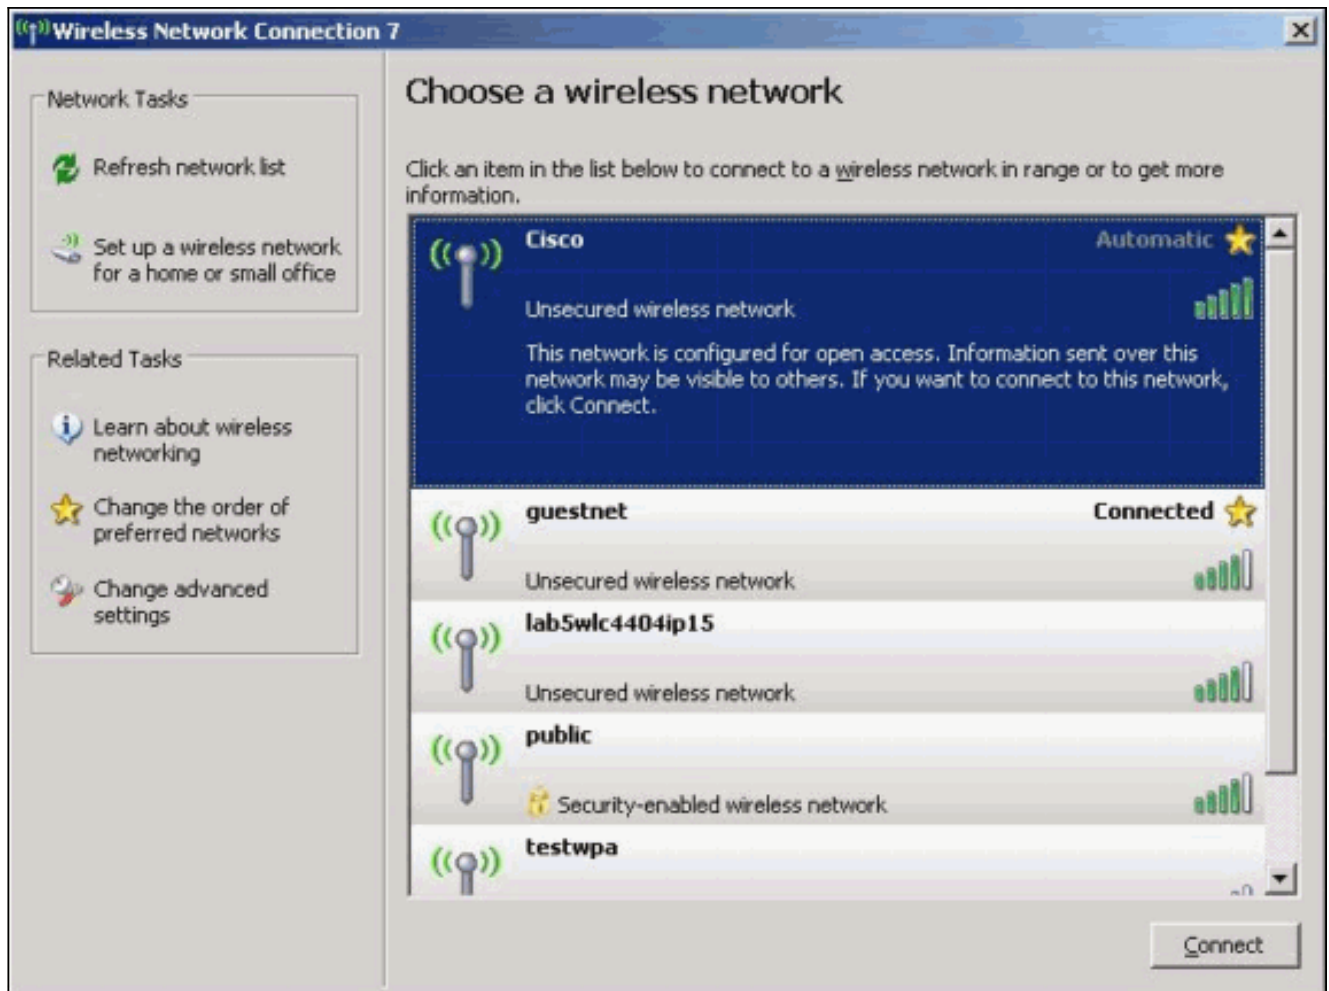 Wireless Network Connection 7
Network Tasks
Refresh network list
Set up a wireless network
for a home or small office
Related Tasks
Learn about wireless
networking
Change the order of
preferred networks
Change advanced
settings
Choose a wireless network
Click an item in the list below to connect to a wireless network in range or to get more
information.
Cisco
Automatic
Unsecured wireless network
This network is configured for open access. Information sent over this
network may be visible to others. If you want to connect to this network,
click Connect.
guestnet
Connected
Unsecured wireless network
lab5wlc4404ip15
Unsecured wireless network
public
Security-enabled wireless network
testwpa
Connect